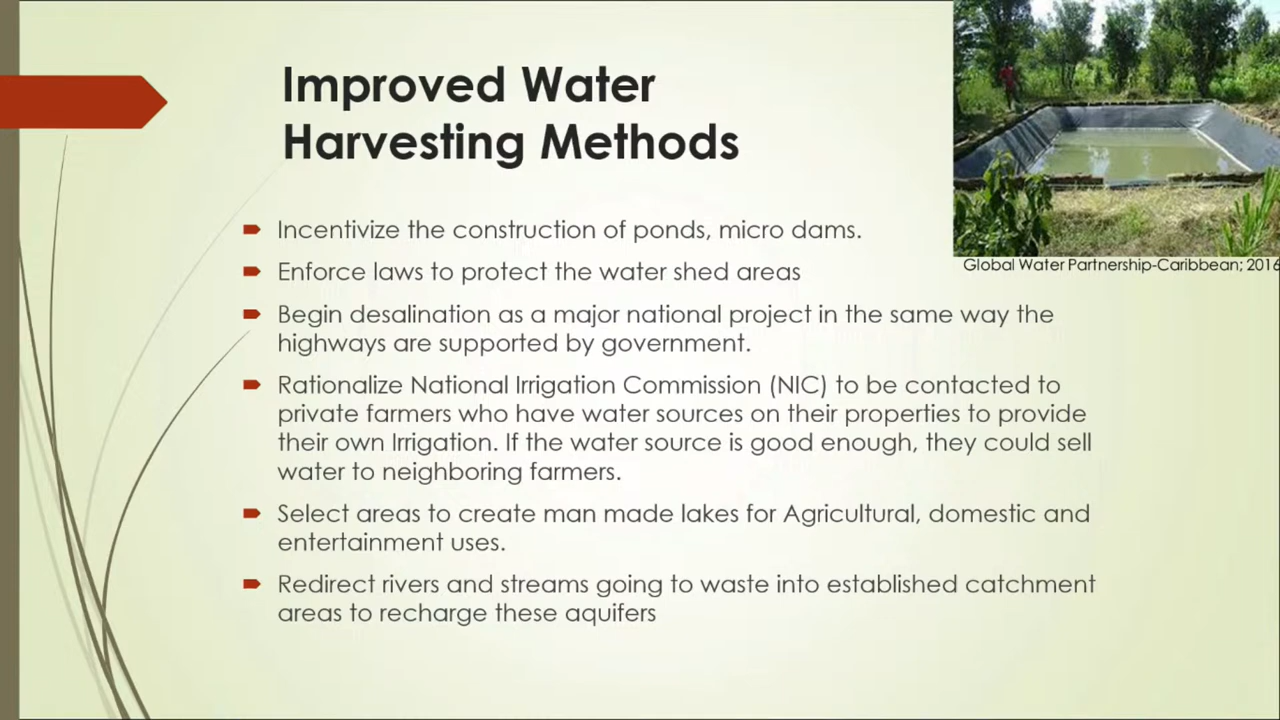 Improved Water
Harvesting Methods
Incentivize the construction of ponds, micro dams.
Enforce laws to protect the water shed areas
Begin desalination as a major national project in the same way the
highways are supported by government.
Rationalize National Irrigation Commission (NIC) to be contacted to
private farmers who have water sources on their properties to provide
their own Irrigation. If the water source is good enough, they could sell
water to neighboring farmers.
Select areas to create man made lakes for Agricultural, domestic and
entertainment uses.
Redirect rivers and streams going to waste into established catchment
areas to recharge these aquifers
Global Water Partnership-Caribbean; 2016